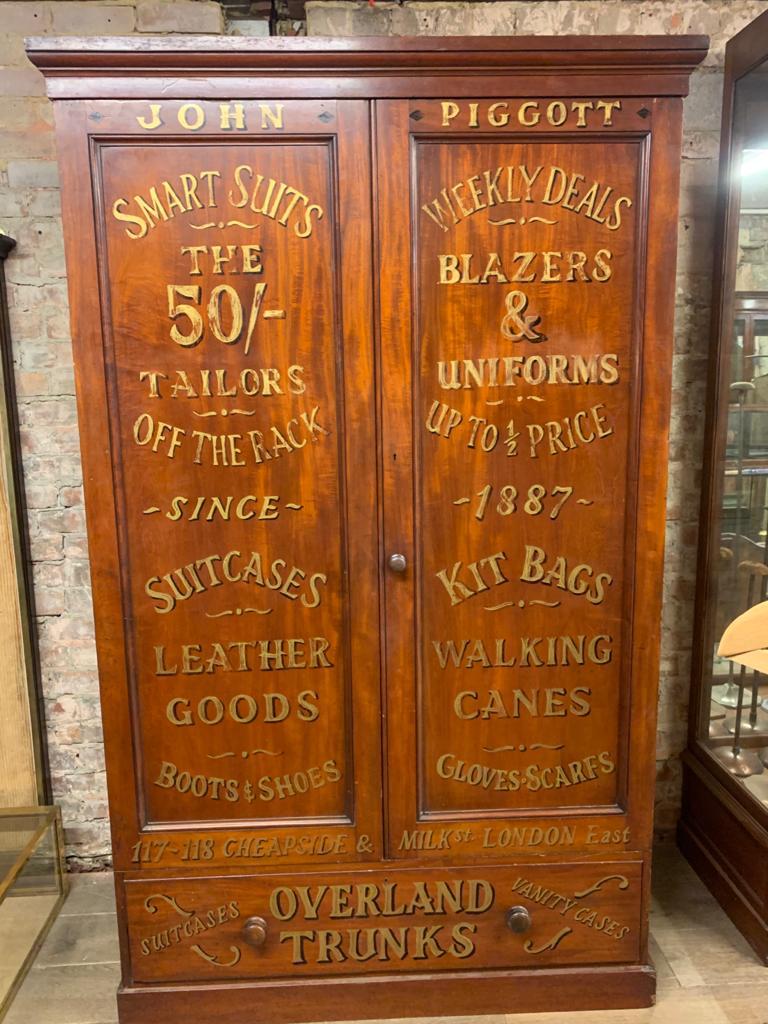 JOHN PIGGOTT
SMART SUITS
THE
50/-
TAILORS
OFF THE RACK
~SINCE~
SUITCASES
LEATHER
GOODS
BOOTS & SHOES
WEEKLY DEALS
BLAZERS
&
UNIFORMS
UP TO ½ PRICE
~1887~
KIT BAGS
WALKING
CANES
GLOVES·SCARFS
117~118 CHEAPSIDE & MILK St. LONDON East
SUITCASES
OVERLAND
TRUNKS
VANITY CASES